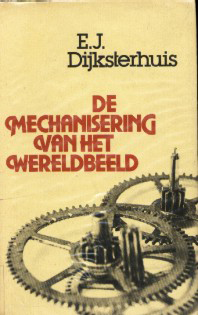 E.J.
Dijksterhuis
DE
MECHANISERING
VAN HET
WERELDBEELD